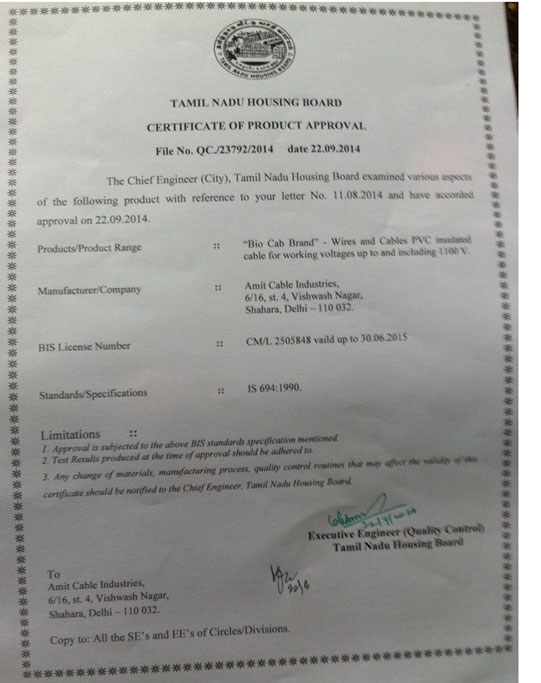 TAMIL NADU HOUSING BOARD
TAMIL NADU HOUSING BOARD
CERTIFICATE OF PRODUCT APPROVAL
File No. QC./23792/2014 date 22.09.2014
The Chief Engineer (City), Tamil Nadu Housing Board examined various aspects
of the following product with reference to your letter No. 11.08.2014 and have accorded
approval on 22.09.2014.
Products/Product Range :: “Bio Cab Brand” - Wires and Cables PVC insulated
cable for working voltages up to and including 1100 V.
Manufacturer/Company :: Amit Cable Industries,
6/16, st. 4, Vishwash Nagar,
Shahara, Delhi – 110 032.
BIS License Number :: CM/L 2505848 vaild up to 30.06.2015
Standards/Specifications :: IS 694:1990.
Limitations ::
1. Approval is subjected to the above BIS standards specification mentioned
2. Test Results produced at the time of approval should be adhered to.
3. Any change of materials, manufacturing process, quality control routines that may affect the validity of this
certificate should be notified to the Chief Engineer, Tamil Nadu Housing Board.
Executive Engineer (Quality Control)
Tamil Nadu Housing Board
To
Amit Cable Industries,
6/16, st. 4, Vishwash Nagar,
Shahara, Delhi – 110 032.
Copy to: All the SE’s and EE’s of Circles/Divisions.